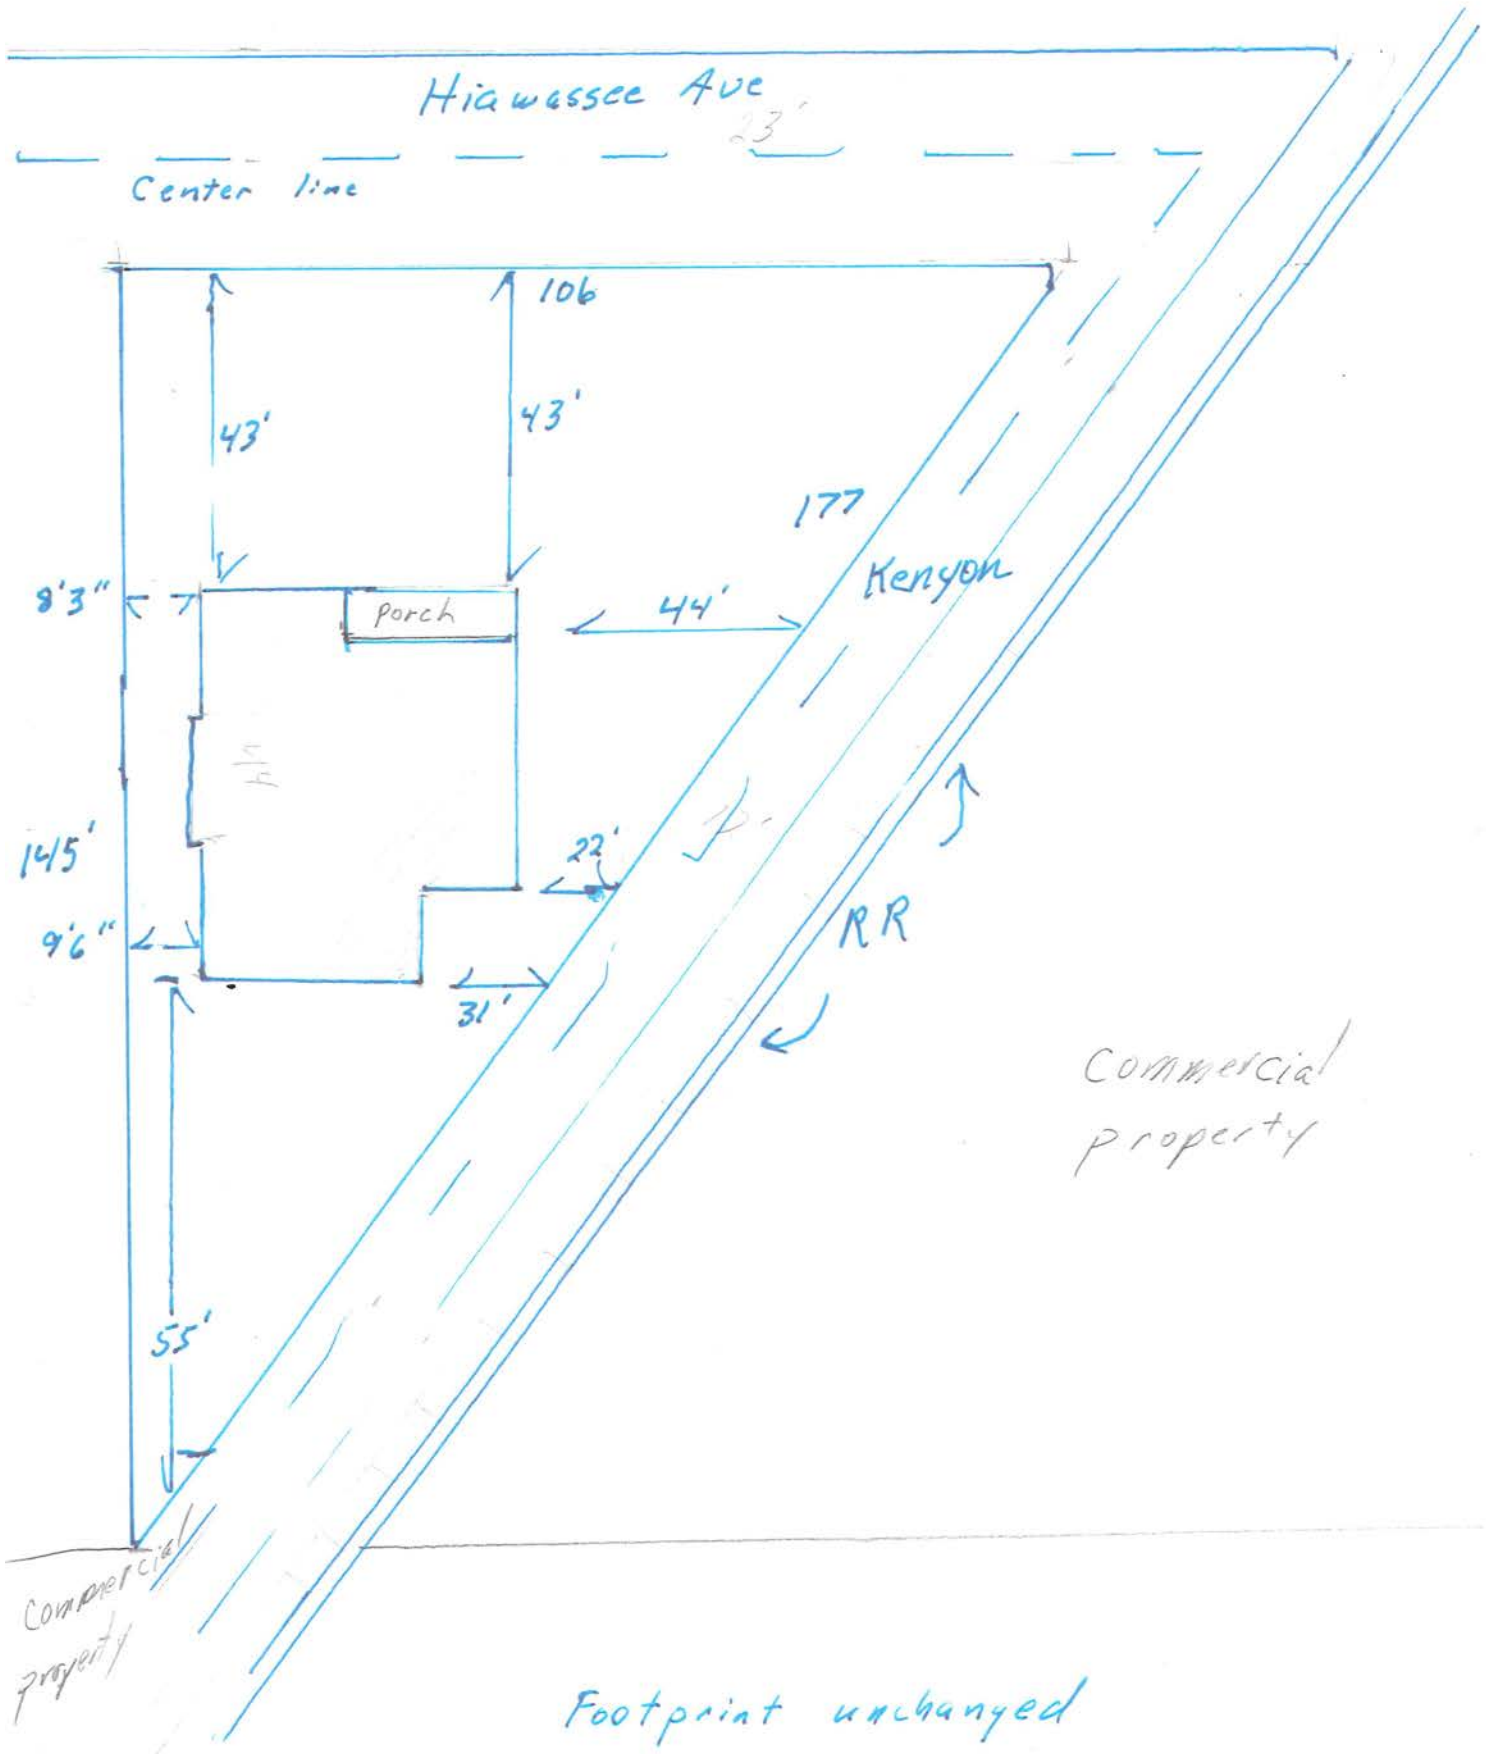 Hiawassee Ave
23'
Center line
106
43'
43'
177
Kenyon
8'3"
porch
44'
145'
22'
9'6"
RR
31'
Commercial
property
55'
Commercial
property
Footprint unchanged